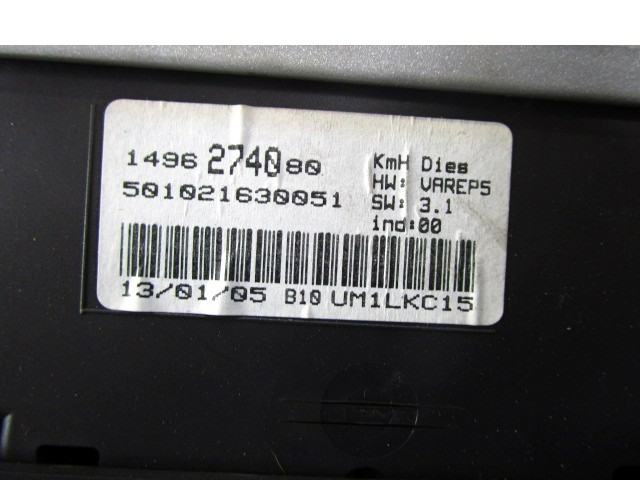 1496 2740 80
501021630051
KmH Dies
HW: VAREP5
SW: 3.1
ind:00
13/01/05 B10 UM1LKC15